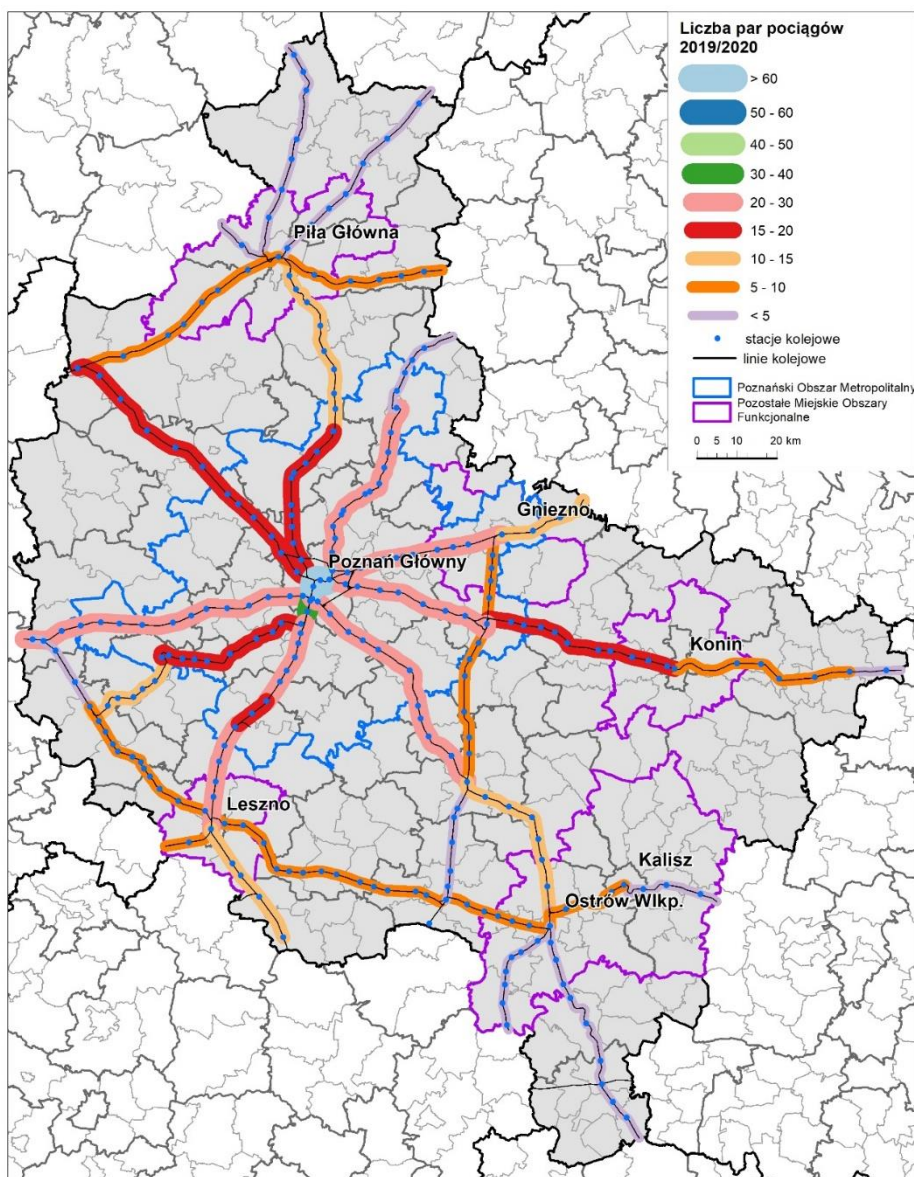 Liczba par pociągów
2019/2020
> 60
50 - 60
40 - 50
30 - 40
20 - 30
15 - 20
10 - 15
5 - 10
< 5
stacje kolejowe
linie kolejowe
Poznański Obszar Metropolitalny
Pozostałe Miejskie Obszary
Funkcjonalne
0 5 10 20 km
Piła Główna
Gniezno
Poznań Główny
Konin
Leszno
Kalisz
Ostrów Wlkp.